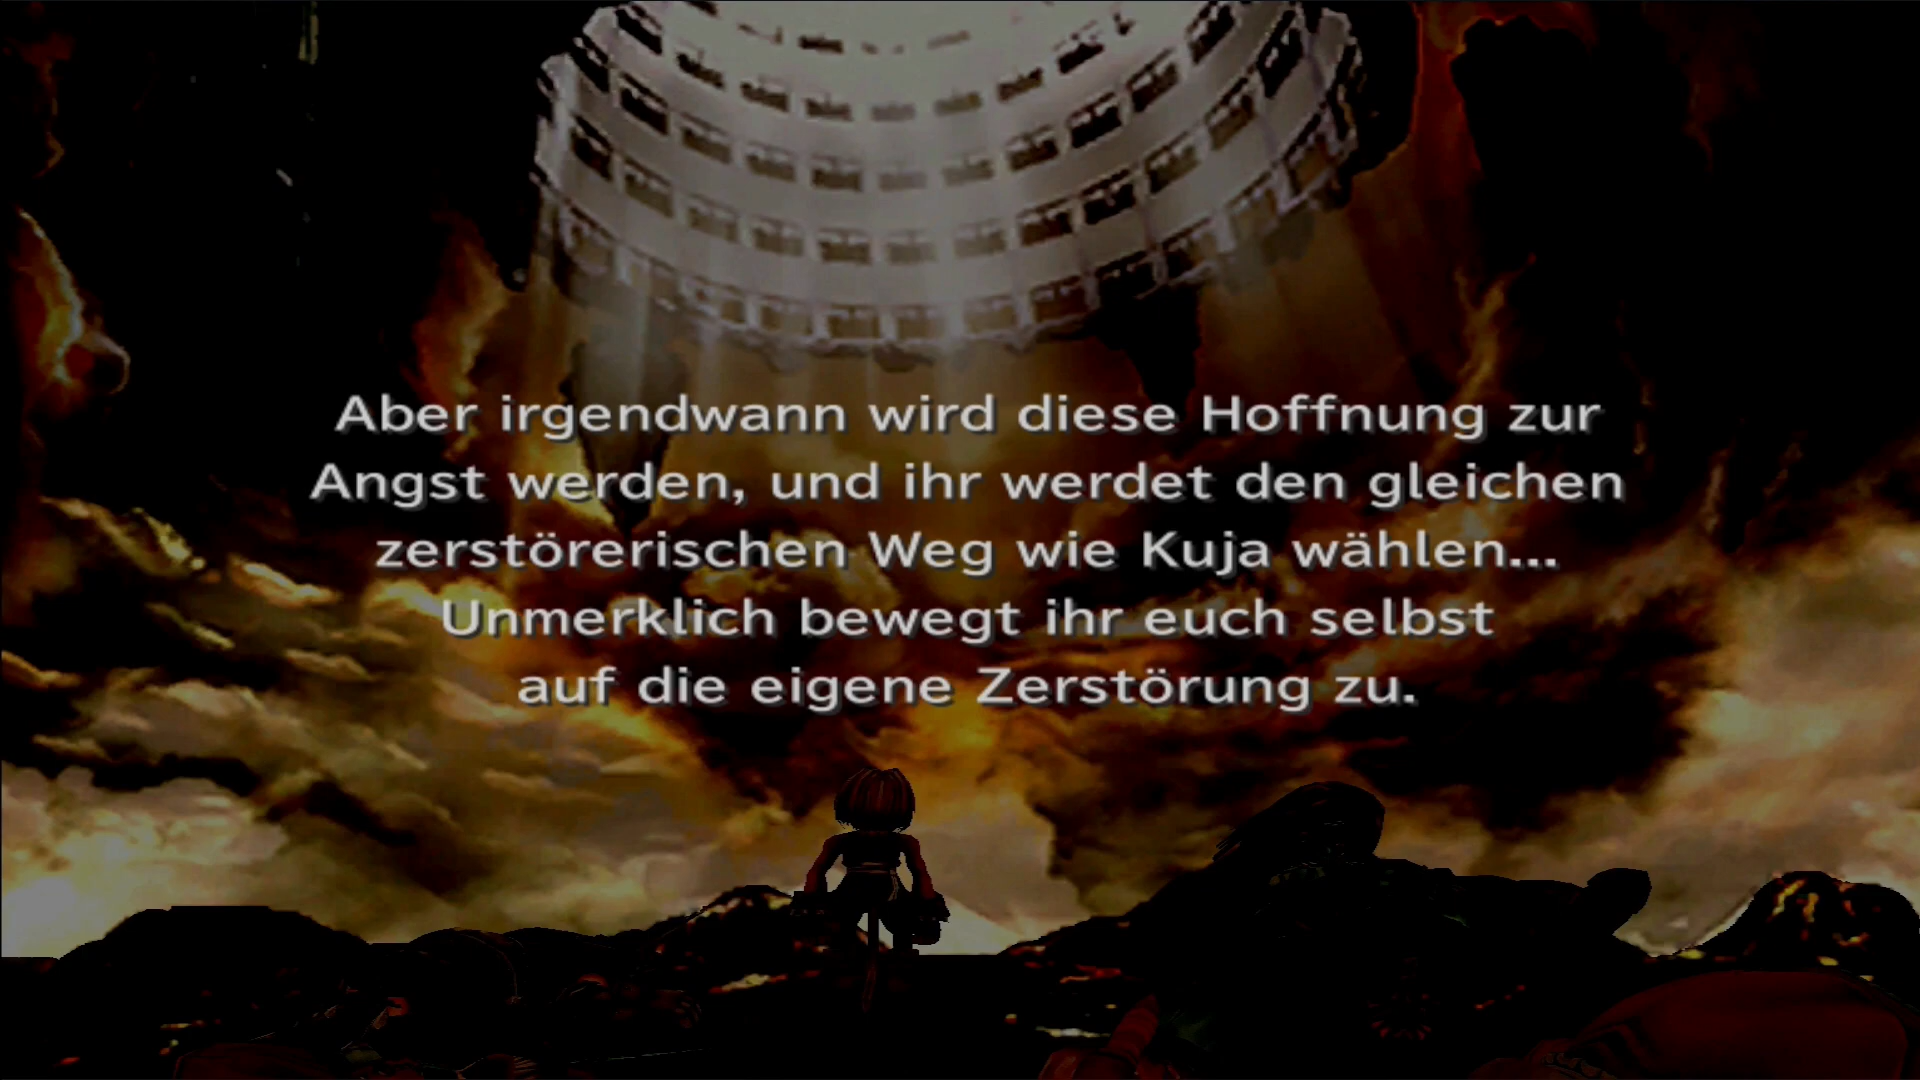 Aber irgendwann wird diese Hoffnung zur
Angst werden, und ihr werdet den gleichen
zerstörerischen Weg wie Kuja wählen...
Unmerklich bewegt ihr euch selbst
auf die eigene Zerstörung zu.